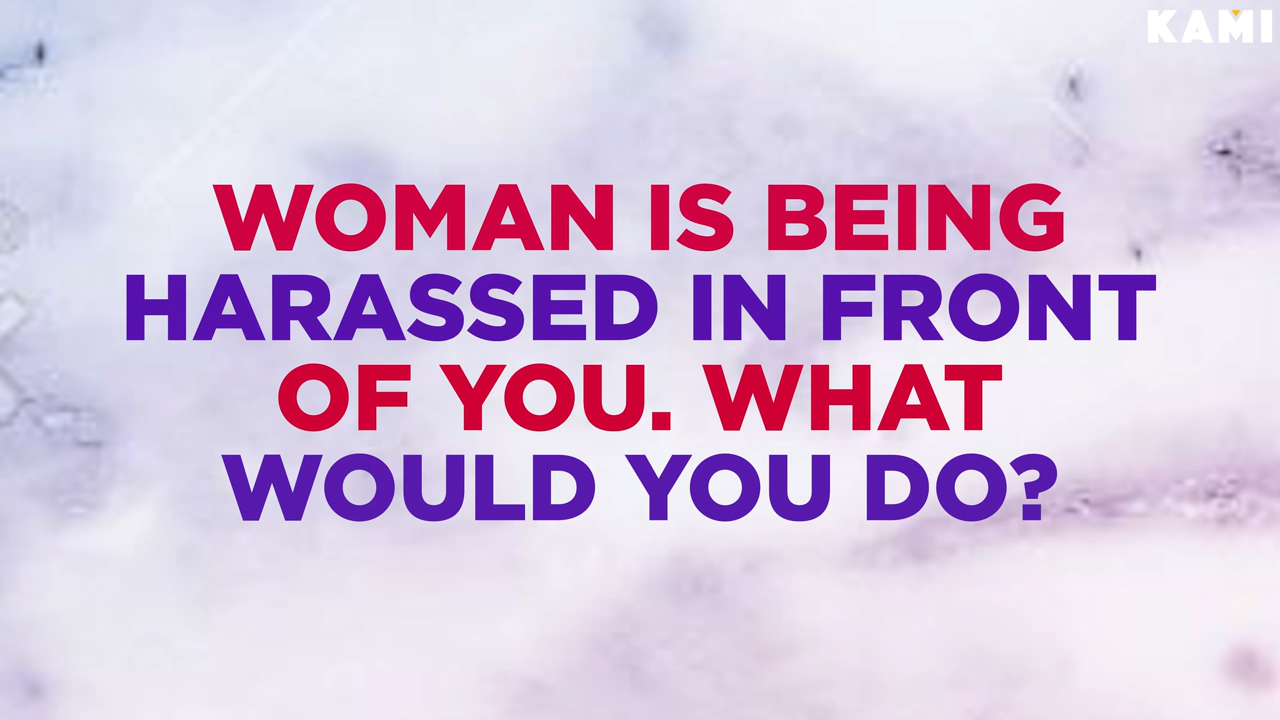 KAMI
WOMAN IS BEING
HARASSED IN FRONT
OF YOU. WHAT
WOULD YOU DO?